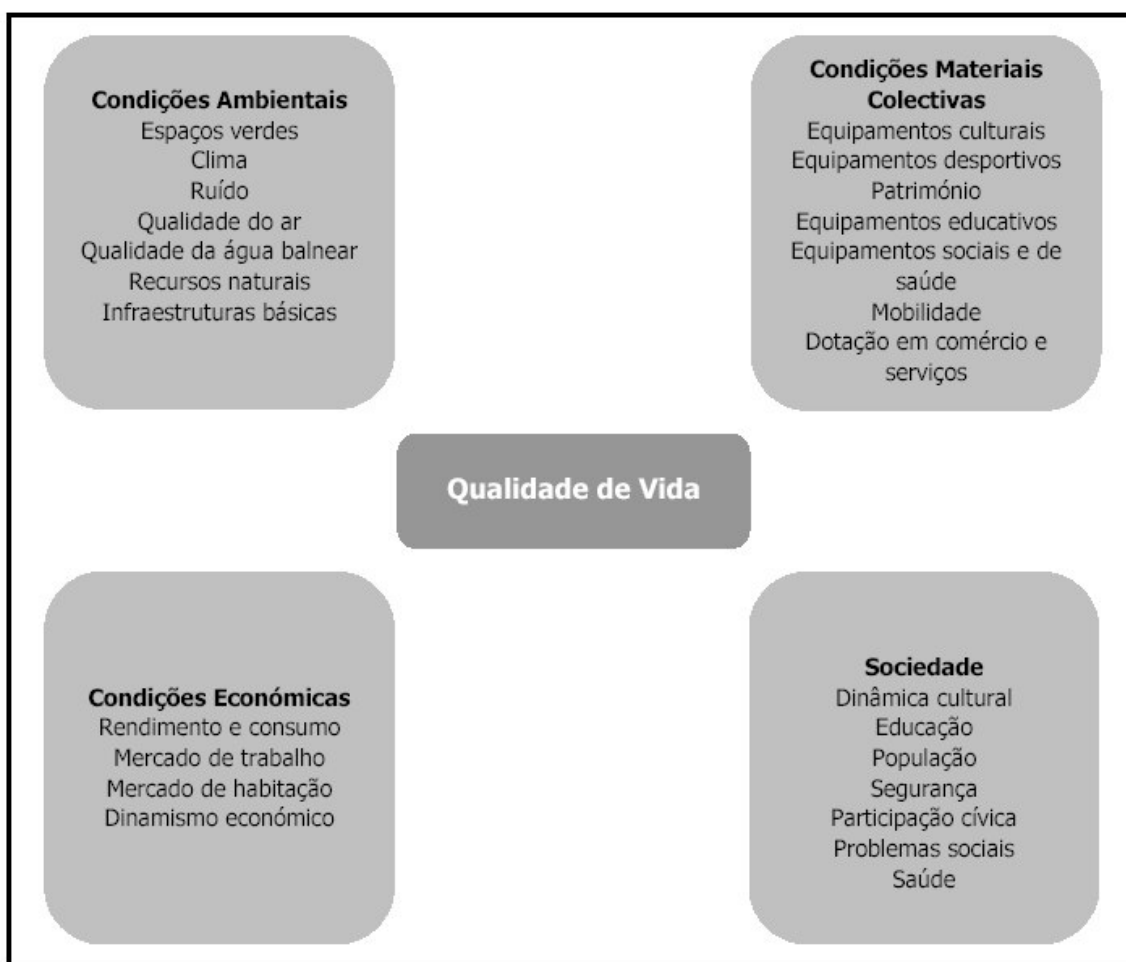 Condições Ambientais
Espaços verdes
Clima
Ruído
Qualidade do ar
Qualidade da água balnear
Recursos naturais
Infraestruturas básicas
Condições Materiais
Colectivas
Equipamentos culturais
Equipamentos desportivos
Património
Equipamentos educativos
Equipamentos sociais e de
saúde
Mobilidade
Dotação em comércio e
serviços
Qualidade de Vida
Condições Económicas
Rendimento e consumo
Mercado de trabalho
Mercado de habitação
Dinamismo económico
Sociedade
Dinâmica cultural
Educação
População
Segurança
Participação cívica
Problemas sociais
Saúde